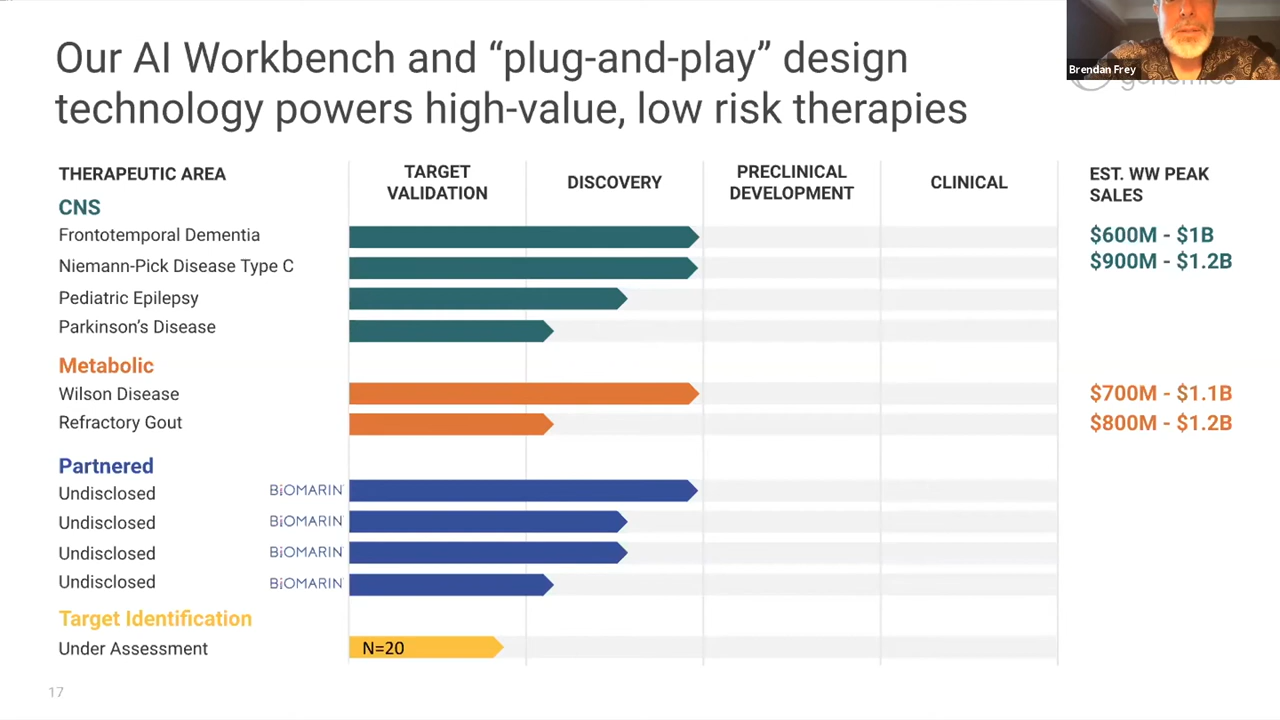 Our AI Workbench and “plug-and-play” design
technology powers high-value, low risk therapies
Brendan Frey
genomics
THERAPEUTIC AREA
TARGET
VALIDATION
DISCOVERY
PRECLINICAL
DEVELOPMENT
CLINICAL
EST. WW PEAK
SALES
CNS
Frontotemporal Dementia
$600M - $1B
Niemann-Pick Disease Type C
$900M - $1.2B
Pediatric Epilepsy
Parkinson’s Disease
Metabolic
Wilson Disease
$700M - $1.1B
Refractory Gout
$800M - $1.2B
Partnered
Undisclosed BIOMARIN
Undisclosed BIOMARIN
Undisclosed BIOMARIN
Undisclosed BIOMARIN
Target Identification
Under Assessment
N=20
17